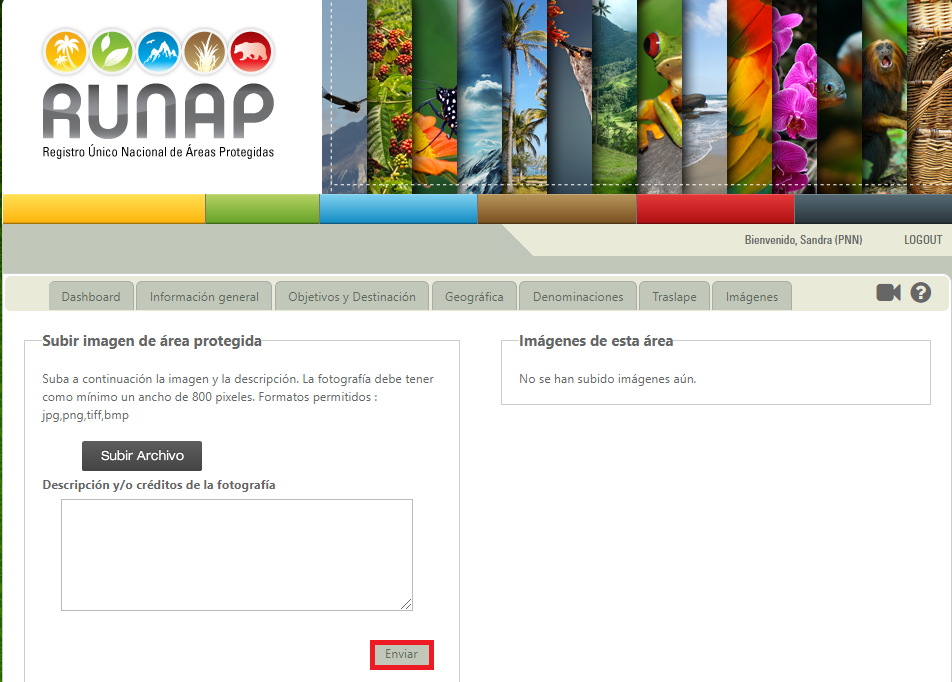 RUNAP
Registro Único Nacional de Áreas Protegidas
Bienvenido, Sandra (PNN)
LOGOUT
Dashboard
Información general
Objetivos y Destinación
Geográfica
Denominaciones
Traslape
Imágenes
?
Subir imagen de área protegida
Suba a continuación la imagen y la descripción. La fotografía debe tener
como mínimo un ancho de 800 pixeles. Formatos permitidos :
jpg,png,tiff,bmp
Subir Archivo
Descripción y/o créditos de la fotografía
Enviar
Imágenes de esta área
No se han subido imágenes aún.